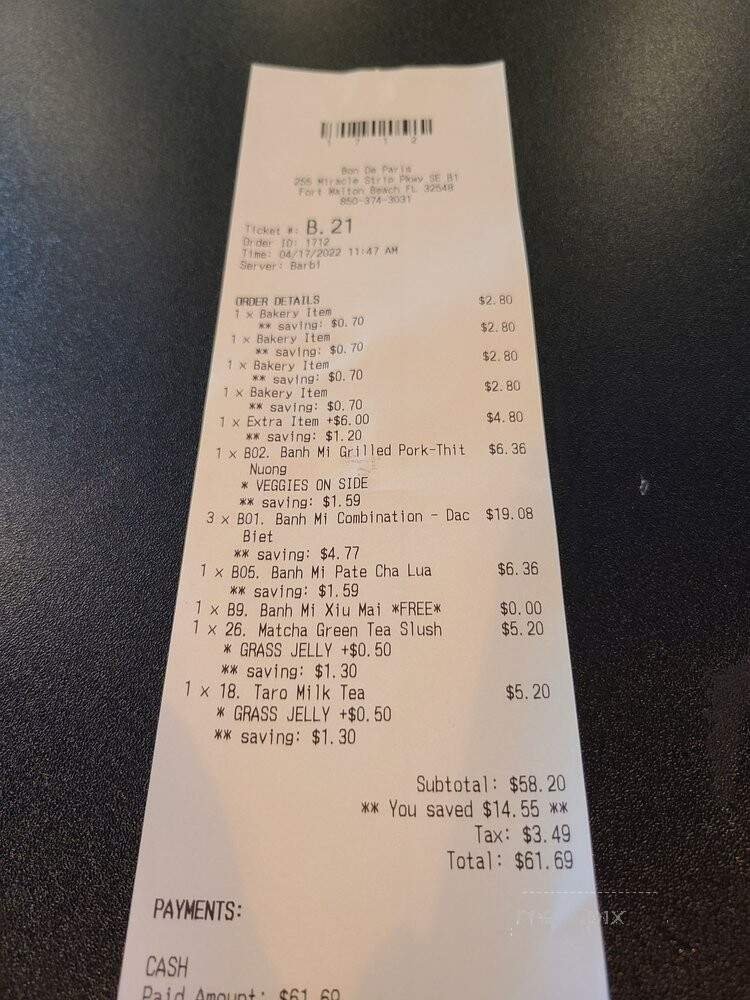 1 7 1 2
Bon De Paris
255 Miracle Strip Pkwy SE B1
Fort Walton Beach FL 32548
850-374-3031
Ticket #: B. 21
Order ID: 1712
Time: 04/17/2022 11:47 AM
Server: Barbi
ORDER DETAILS
1 x Bakery Item $2.80
** saving: $0.70
1 x Bakery Item $2.80
** saving: $0.70
1 x Bakery Item $2.80
** saving: $0.70
1 x Bakery Item $2.80
** saving: $0.70
1 x Extra Item +$6.00 $4.80
** saving: $1.20
1 x B02. Banh Mi Grilled Pork-Thit $6.36
Nuong
* VEGGIES ON SIDE
** saving: $1.59
3 x B01. Banh Mi Combination - Dac $19.08
Biet
** saving: $4.77
1 x B05. Banh Mi Pate Cha Lua $6.36
** saving: $1.59
1 x B9. Banh Mi Xiu Mai *FREE* $0.00
1 x 26. Matcha Green Tea Slush $5.20
* GRASS JELLY +$0.50
** saving: $1.30
1 x 18. Taro Milk Tea $5.20
* GRASS JELLY +$0.50
** saving: $1.30
Subtotal: $58.20
** You saved $14.55 **
Tax: $3.49
Total: $61.69
PAYMENTS:
CASH
Paid Amount: $61.69